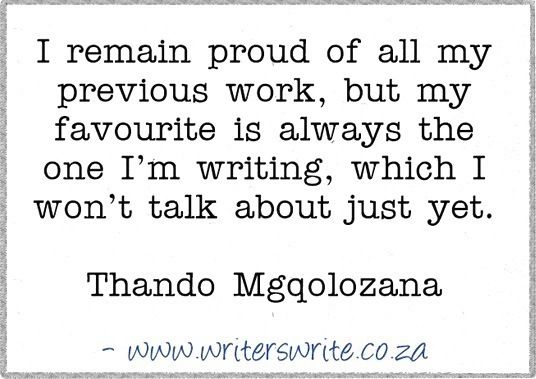 I remain proud of all my
previous work, but my
favourite is always the
one I'm writing, which I
won't talk about just yet.
Thando Mgqolozana
- www.writerswrite.co.za